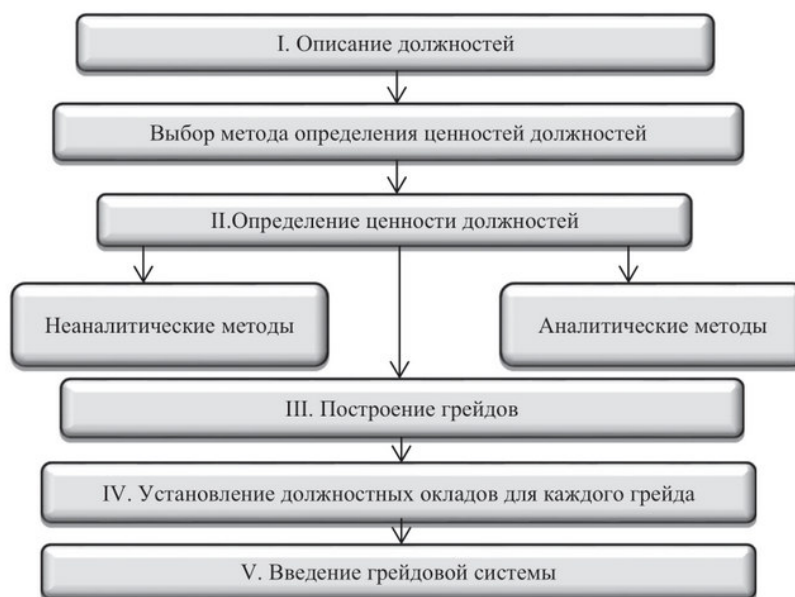 I. Описание должностей
Выбор метода определения ценностей должностей
II.Определение ценности должностей
Неаналитические методы
Аналитические методы
III. Построение грейдов
IV. Установление должностных окладов для каждого грейда
V. Введение грейдовой системы